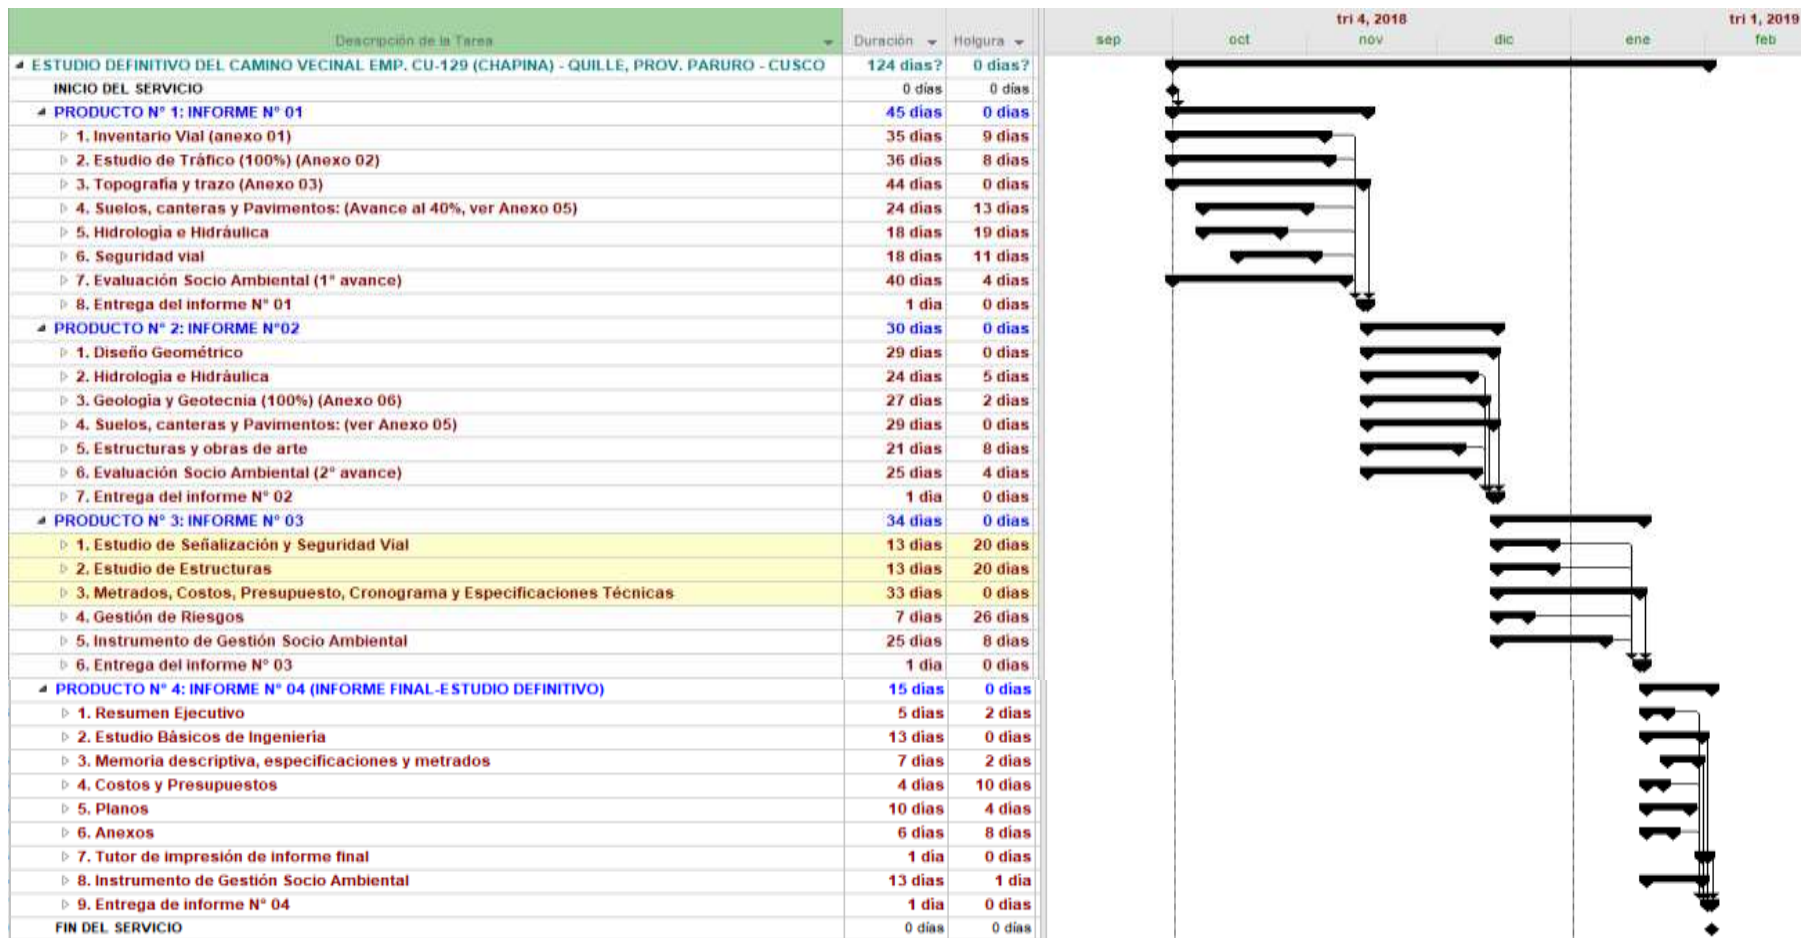 tri 4, 2018 tri 1, 2019
Descripción de la Tarea Duración Holgura sep oct nov dic ene feb
ESTUDIO DEFINITIVO DEL CAMINO VECINAL EMP. CU-129 (CHAPINA) - QUILLE, PROV. PARURO - CUSCO 124 días? 0 días?
INICIO DEL SERVICIO 0 días 0 días
PRODUCTO N° 1: INFORME N° 01 45 días 0 días
1. Inventario Vial (anexo 01) 35 días 9 días
2. Estudio de Tráfico (100%) (Anexo 02) 36 días 8 días
3. Topografía y trazo (Anexo 03) 44 días 0 días
4. Suelos, canteras y Pavimentos: (Avance al 40%, ver Anexo 05) 24 días 13 días
5. Hidrología e Hidráulica 18 días 19 días
6. Seguridad vial 18 días 11 días
7. Evaluación Socio Ambiental (1° avance) 40 días 4 días
8. Entrega del informe N° 01 1 día 0 días
PRODUCTO N° 2: INFORME N°02 30 días 0 días
1. Diseño Geométrico 29 días 0 días
2. Hidrología e Hidráulica 24 días 5 días
3. Geología y Geotecnia (100%) (Anexo 06) 27 días 2 días
4. Suelos, canteras y Pavimentos: (ver Anexo 05) 29 días 0 días
5. Estructuras y obras de arte 21 días 8 días
6. Evaluación Socio Ambiental (2° avance) 25 días 4 días
7. Entrega del informe N° 02 1 día 0 días
PRODUCTO N° 3: INFORME N° 03 34 días 0 días
1. Estudio de Señalización y Seguridad Vial 13 días 20 días
2. Estudio de Estructuras 13 días 20 días
3. Metrados, Costos, Presupuesto, Cronograma y Especificaciones Técnicas 33 días 0 días
4. Gestión de Riesgos 7 días 26 días
5. Instrumento de Gestión Socio Ambiental 25 días 8 días
6. Entrega del informe N° 03 1 día 0 días
PRODUCTO N° 4: INFORME N° 04 (INFORME FINAL-ESTUDIO DEFINITIVO) 15 días 0 días
1. Resumen Ejecutivo 5 días 2 días
2. Estudio Básicos de Ingeniería 13 días 0 días
3. Memoria descriptiva, especificaciones y metrados 7 días 2 días
4. Costos y Presupuestos 4 días 10 días
5. Planos 10 días 4 días
6. Anexos 6 días 8 días
7. Tutor de impresión de informe final 1 día 0 días
8. Instrumento de Gestión Socio Ambiental 13 días 1 día
9. Entrega de informe N° 04 1 día 0 días
FIN DEL SERVICIO 0 días 0 días